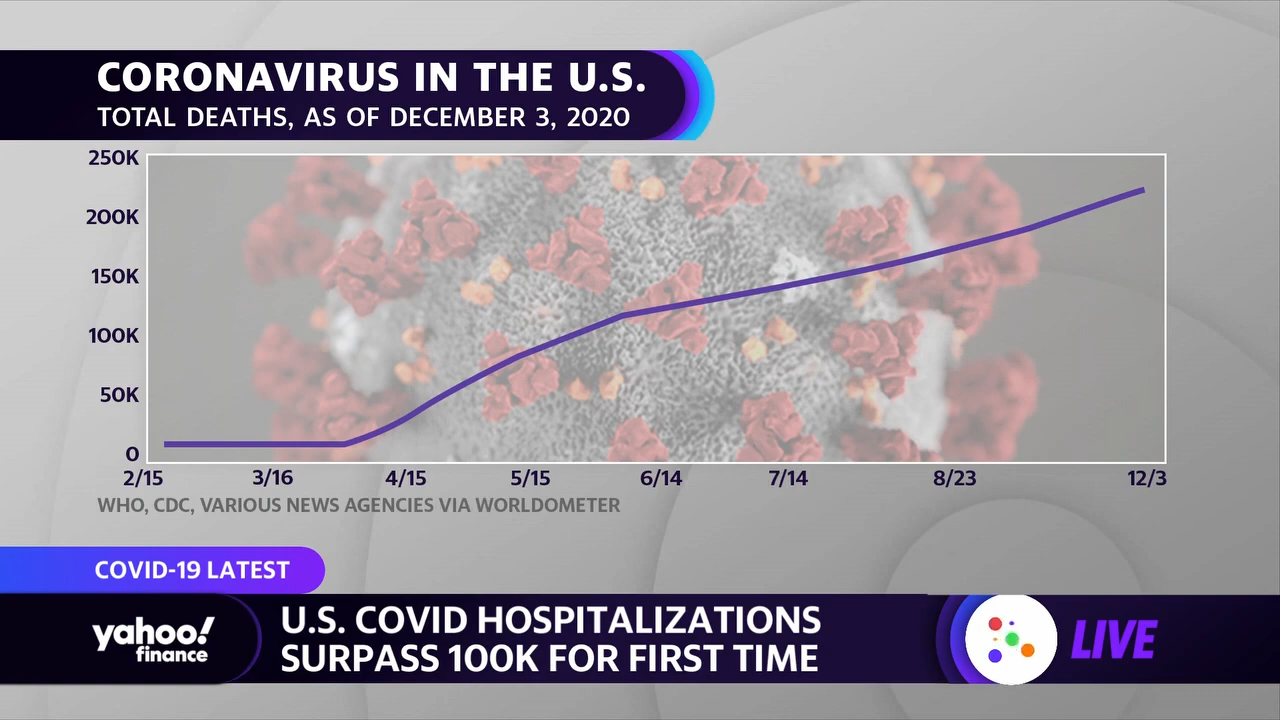 CORONAVIRUS IN THE U.S.
TOTAL DEATHS, AS OF DECEMBER 3, 2020
250K
200K
150K
100K
50K
0
2/15 3/16 4/15 5/15 6/14 7/14 8/23 12/3
WHO, CDC, VARIOUS NEWS AGENCIES VIA WORLDOMETER
COVID-19 LATEST
yahoo!
finance
U.S. COVID HOSPITALIZATIONS
SURPASS 100K FOR FIRST TIME
LIVE